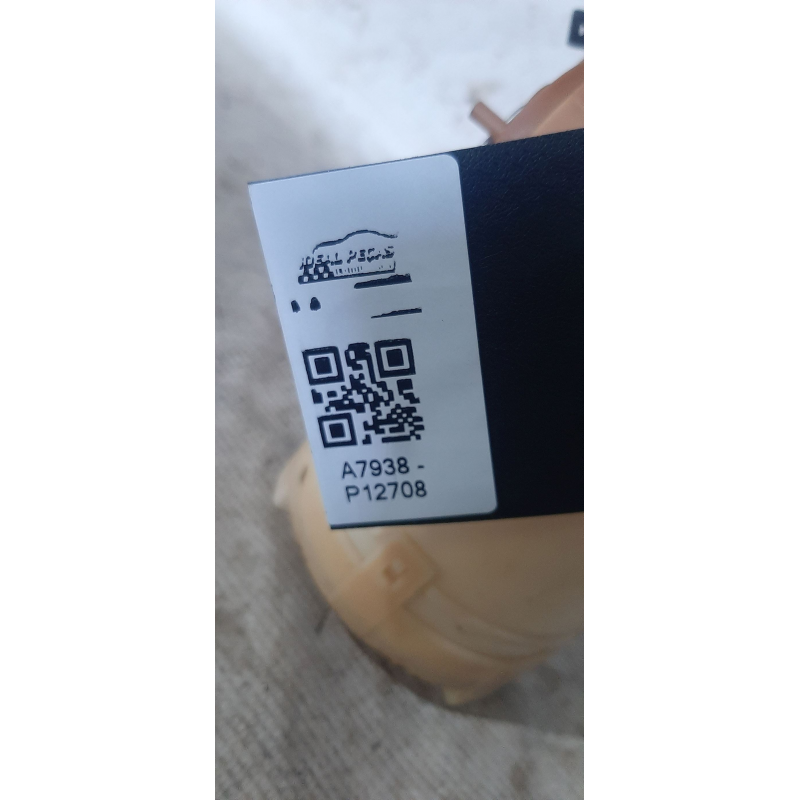 IDEAL PEÇAS
A7938 -
P12708